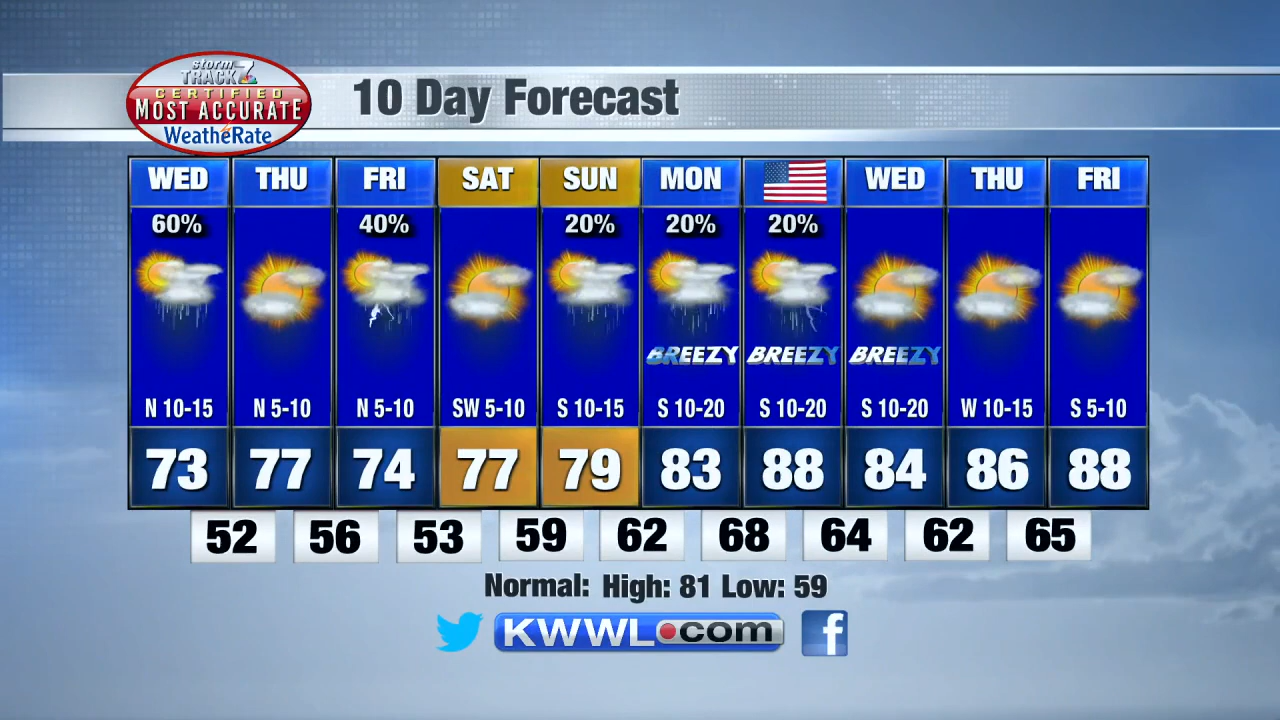 storm
TRACK 7
CERTIFIED
MOST ACCURATE
WeatheRate
10 Day Forecast
WED THU FRI SAT SUN MON WED THU FRI
60% 40% 20% 20% 20%
BREEZY BREEZY BREEZY
N 10-15 N 5-10 N 5-10 SW 5-10 S 10-15 S 10-20 S 10-20 S 10-20 W 10-15 S 5-10
73 77 74 77 79 83 88 84 86 88
52 56 53 59 62 68 64 62 65
Normal: High: 81 Low: 59
KWWL.com f